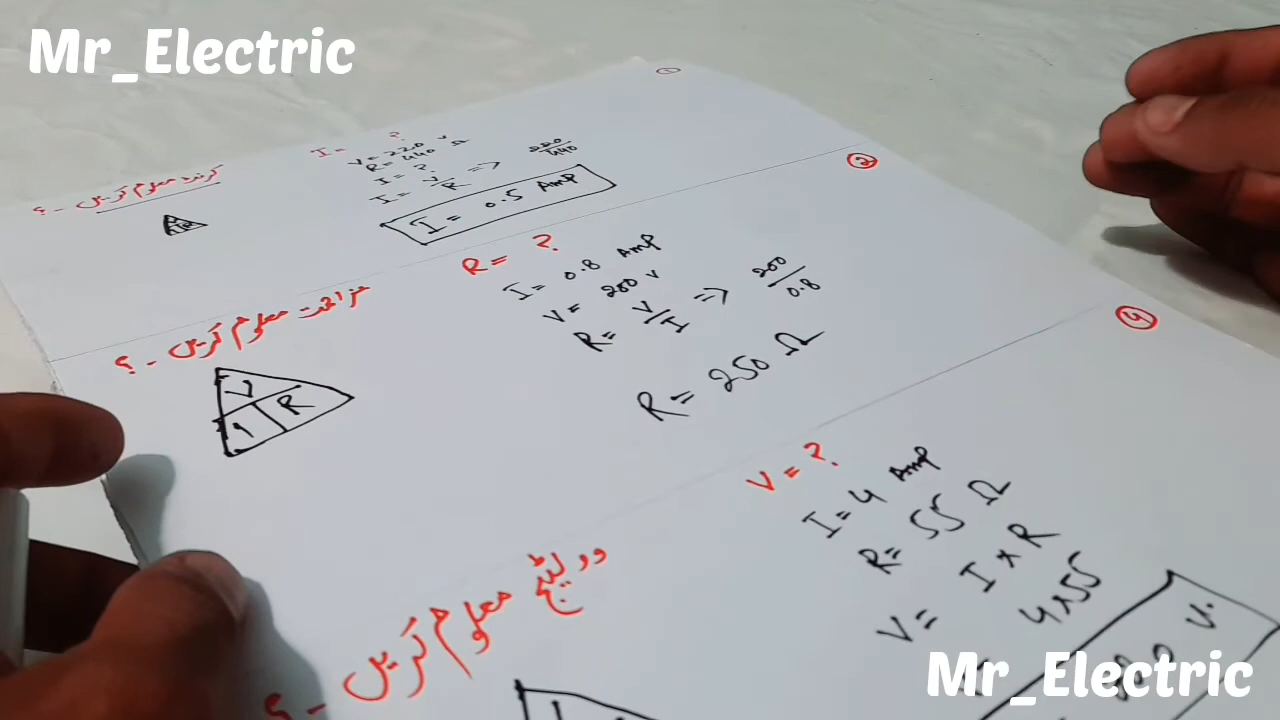 Mr_Electric
①
کرنٹ معلوم کریں ۔ ؟
I = ?
V = 220 V
R = 440 Ω
I = ?
I = V/R => 220/440
I = 0.5 Amp
②
مزاحمت معلوم کریں ۔ ؟
V
I R
R = ?
I = 0.8 Amp
V = 200 V
R = V/I => 200/0.8
R = 250 Ω
وولٹیج معلوم کریں ۔ ؟
V = ?
I = 4 Amp
R = 55 Ω
V = I × R
4×55
V.
Mr_Electric